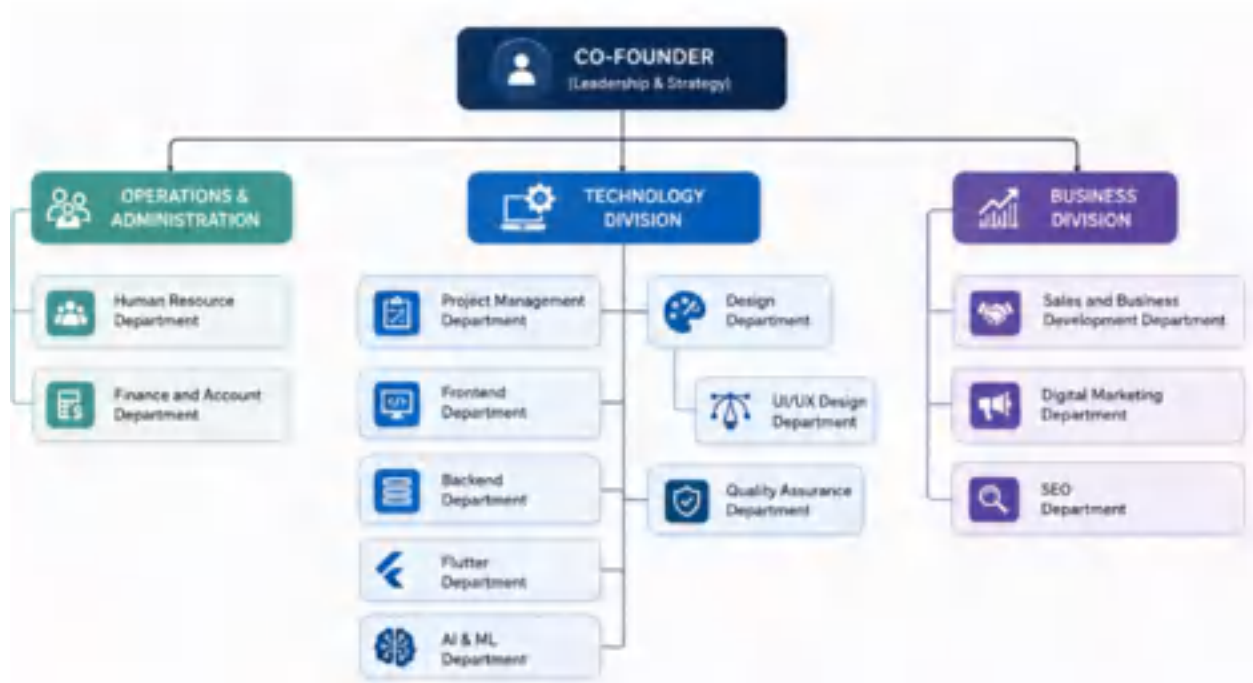 CO-FOUNDER
(Leadership & Strategy)
OPERATIONS &
ADMINISTRATION
Human Resource
Department
Finance and Account
Department
TECHNOLOGY
DIVISION
Project Management
Department
Frontend
Department
Backend
Department
Flutter
Department
AI & ML
Department
Design
Department
UI/UX Design
Department
Quality Assurance
Department
BUSINESS
DIVISION
Sales and Business
Development Department
Digital Marketing
Department
SEO
Department